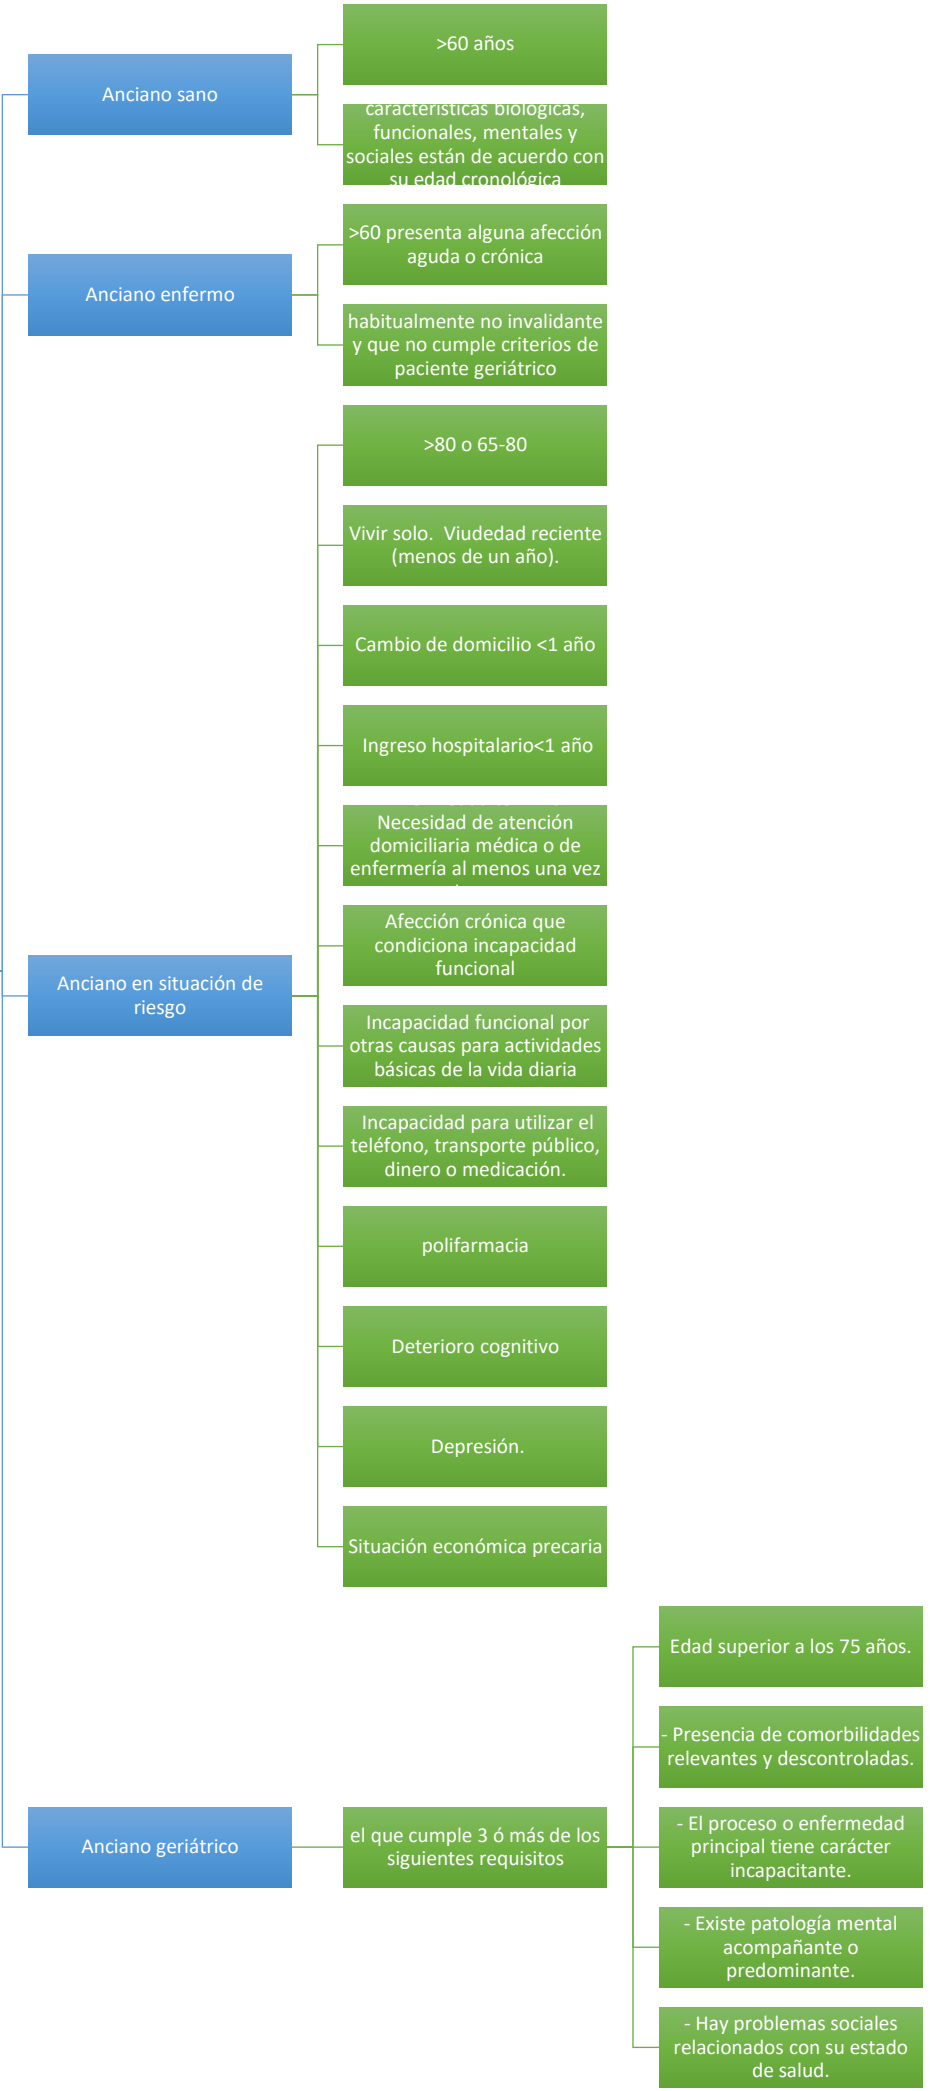 Anciano sano
>60 años
características biológicas,
funcionales, mentales y
sociales están de acuerdo con
su edad cronológica
Anciano enfermo
>60 presenta alguna afección
aguda o crónica
habitualmente no invalidante
y que no cumple criterios de
paciente geriátrico
Anciano en situación de
riesgo
>80 o 65-80
Vivir solo.  Viudedad reciente
(menos de un año).
Cambio de domicilio <1 año
Ingreso hospitalario<1 año
Necesidad de atención
domiciliaria médica o de
enfermería al menos una vez
Afección crónica que
condiciona incapacidad
funcional
Incapacidad funcional por
otras causas para actividades
básicas de la vida diaria
Incapacidad para utilizar el
teléfono, transporte público,
dinero o medicación.
polifarmacia
Deterioro cognitivo
Depresión.
Situación económica precaria
Anciano geriátrico
el que cumple 3 ó más de los
siguientes requisitos
Edad superior a los 75 años.
- Presencia de comorbilidades
relevantes y descontroladas.
- El proceso o enfermedad
principal tiene carácter
incapacitante.
- Existe patología mental
acompañante o
predominante.
- Hay problemas sociales
relacionados con su estado
de salud.